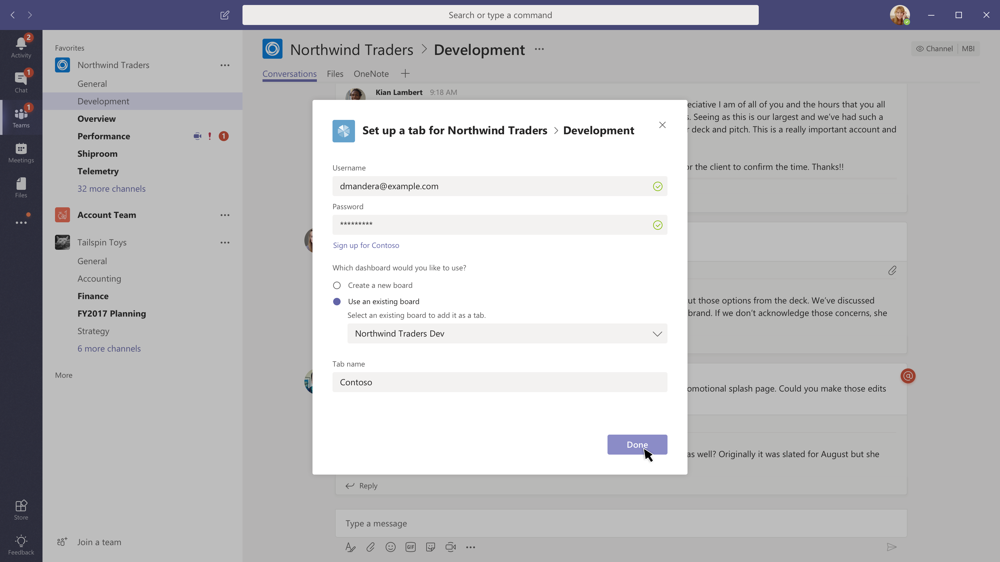 Search or type a command
2
Activity
1
Chat
1
Teams
Meetings
Files
Store
Feedback
Favorites
Northwind Traders
General
Development
Overview
Performance
! 1
Shiproom
Telemetry
32 more channels
Account Team
Tailspin Toys
General
Accounting
Finance
FY2017 Planning
Strategy
6 more channels
More
Join a team
Northwind Traders > Development
Channel | MBI
Conversations Files OneNote
Kian Lambert 9:18 AM
eciative I am of all of you and the hours that you all
s. Seeing as this is our largest and we've had such a
r deck and pitch. This is a really important account and
or the client to confirm the time. Thanks!!
ut those options from the deck. We've discussed
brand. If we don't acknowledge those concerns, she
@
omotional splash page. Could you make those edits
as well? Originally it was slated for August but she
Set up a tab for Northwind Traders > Development
Username
dmandera@example.com
Password
*********
Sign up for Contoso
Which dashboard would you like to use?
Create a new board
Use an existing board
Select an existing board to add it as a tab.
Northwind Traders Dev
Tab name
Contoso
Done
Reply
Type a message
GIF